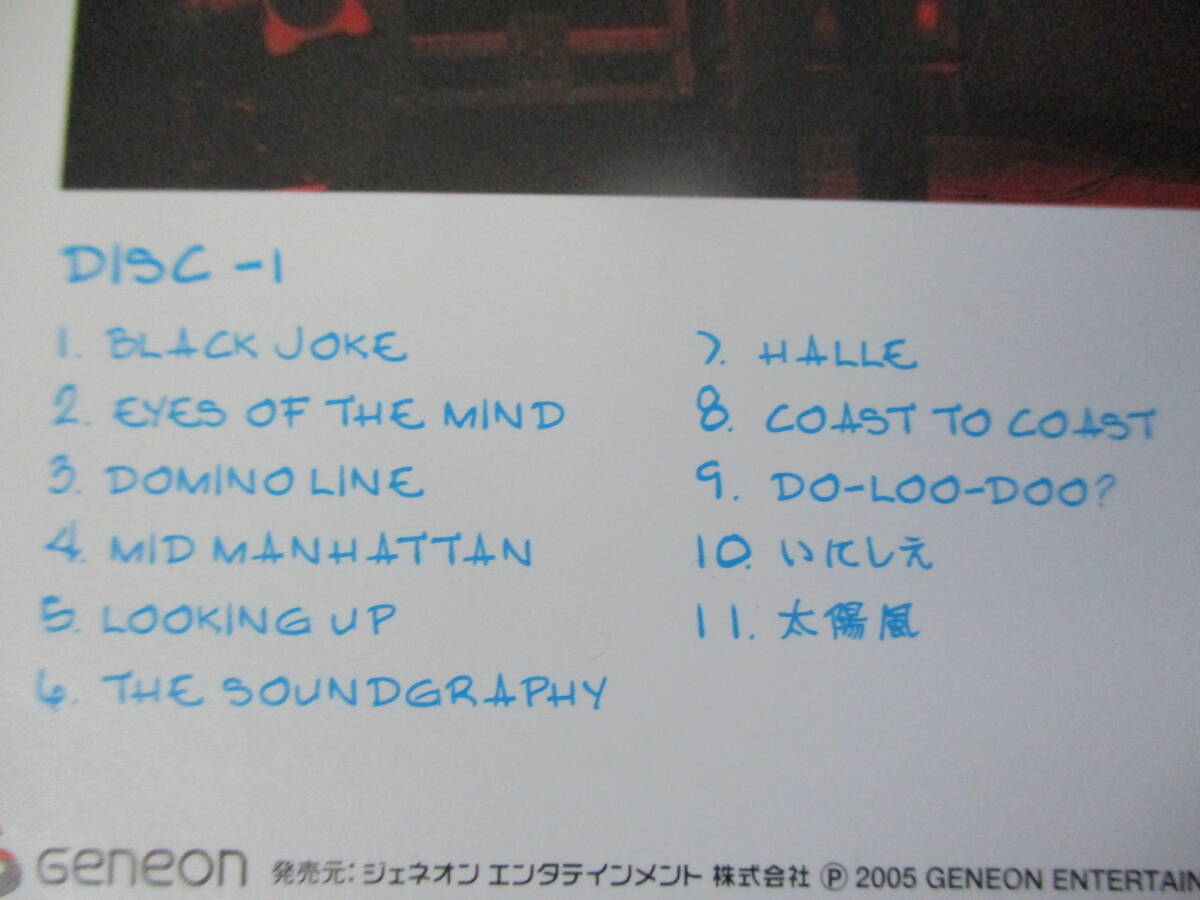 DISC -1
1. BLACK JOKE
2. EYES OF THE MIND
3. DOMINO LINE
4. MID MANHATTAN
5. LOOKING UP
6. THE SOUNDGRAPHY
7. HALLE
8. COAST TO COAST
9. DO-LOO-DOO?
10. いにしえ
11. 太陽風
Geneon 発売元:ジェネオン エンタテインメント 株式会社 Ⓟ 2005 GENEON ENTERTAIN